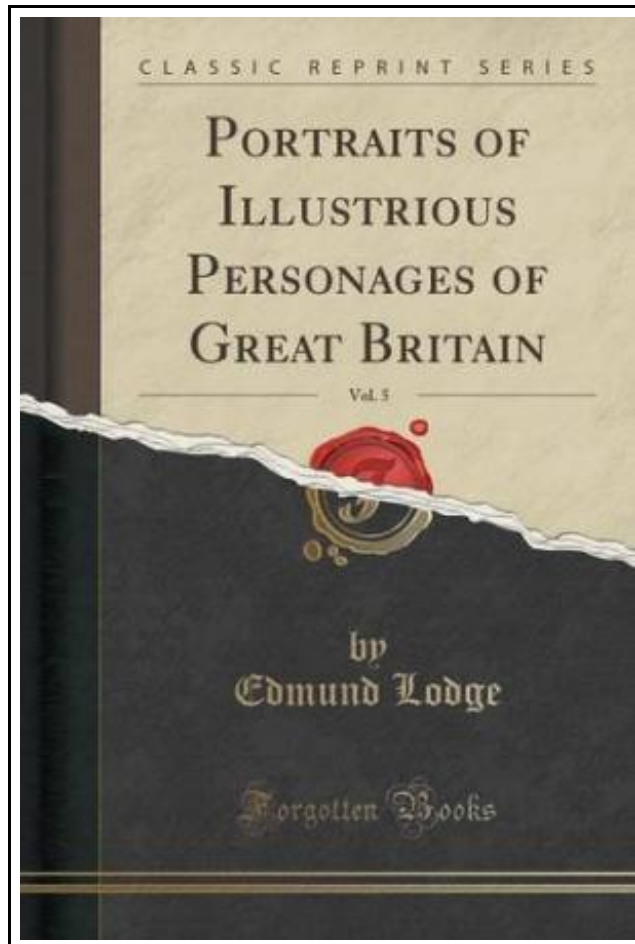 CLASSIC REPRINT SERIES
PORTRAITS OF
ILLUSTRIOUS
PERSONAGES OF
GREAT BRITAIN
Vol. 5
F
by
Edmund Lodge
Forgotten Books